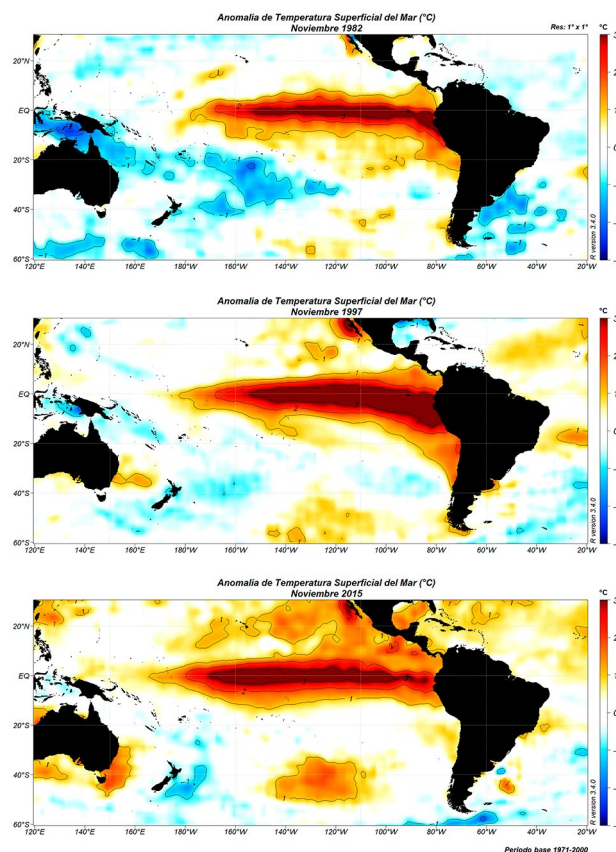 Anomalía de Temperatura Superficial del Mar (°C)
Noviembre 1982
Res: 1° x 1°
°C
20°N
EQ
20°S
40°S
60°S
120°E 140°E 160°E 180° 160°W 140°W 120°W 100°W 80°W 60°W 40°W 20°W
R version 3.4.0
Anomalía de Temperatura Superficial del Mar (°C)
Noviembre 1997
°C
20°N
EQ
20°S
40°S
60°S
120°E 140°E 160°E 180° 160°W 140°W 120°W 100°W 80°W 60°W 40°W 20°W
R version 3.4.0
Anomalía de Temperatura Superficial del Mar (°C)
Noviembre 2015
°C
20°N
EQ
20°S
40°S
60°S
120°E 140°E 160°E 180° 160°W 140°W 120°W 100°W 80°W 60°W 40°W 20°W
R version 3.4.0
Periodo base 1971-2000